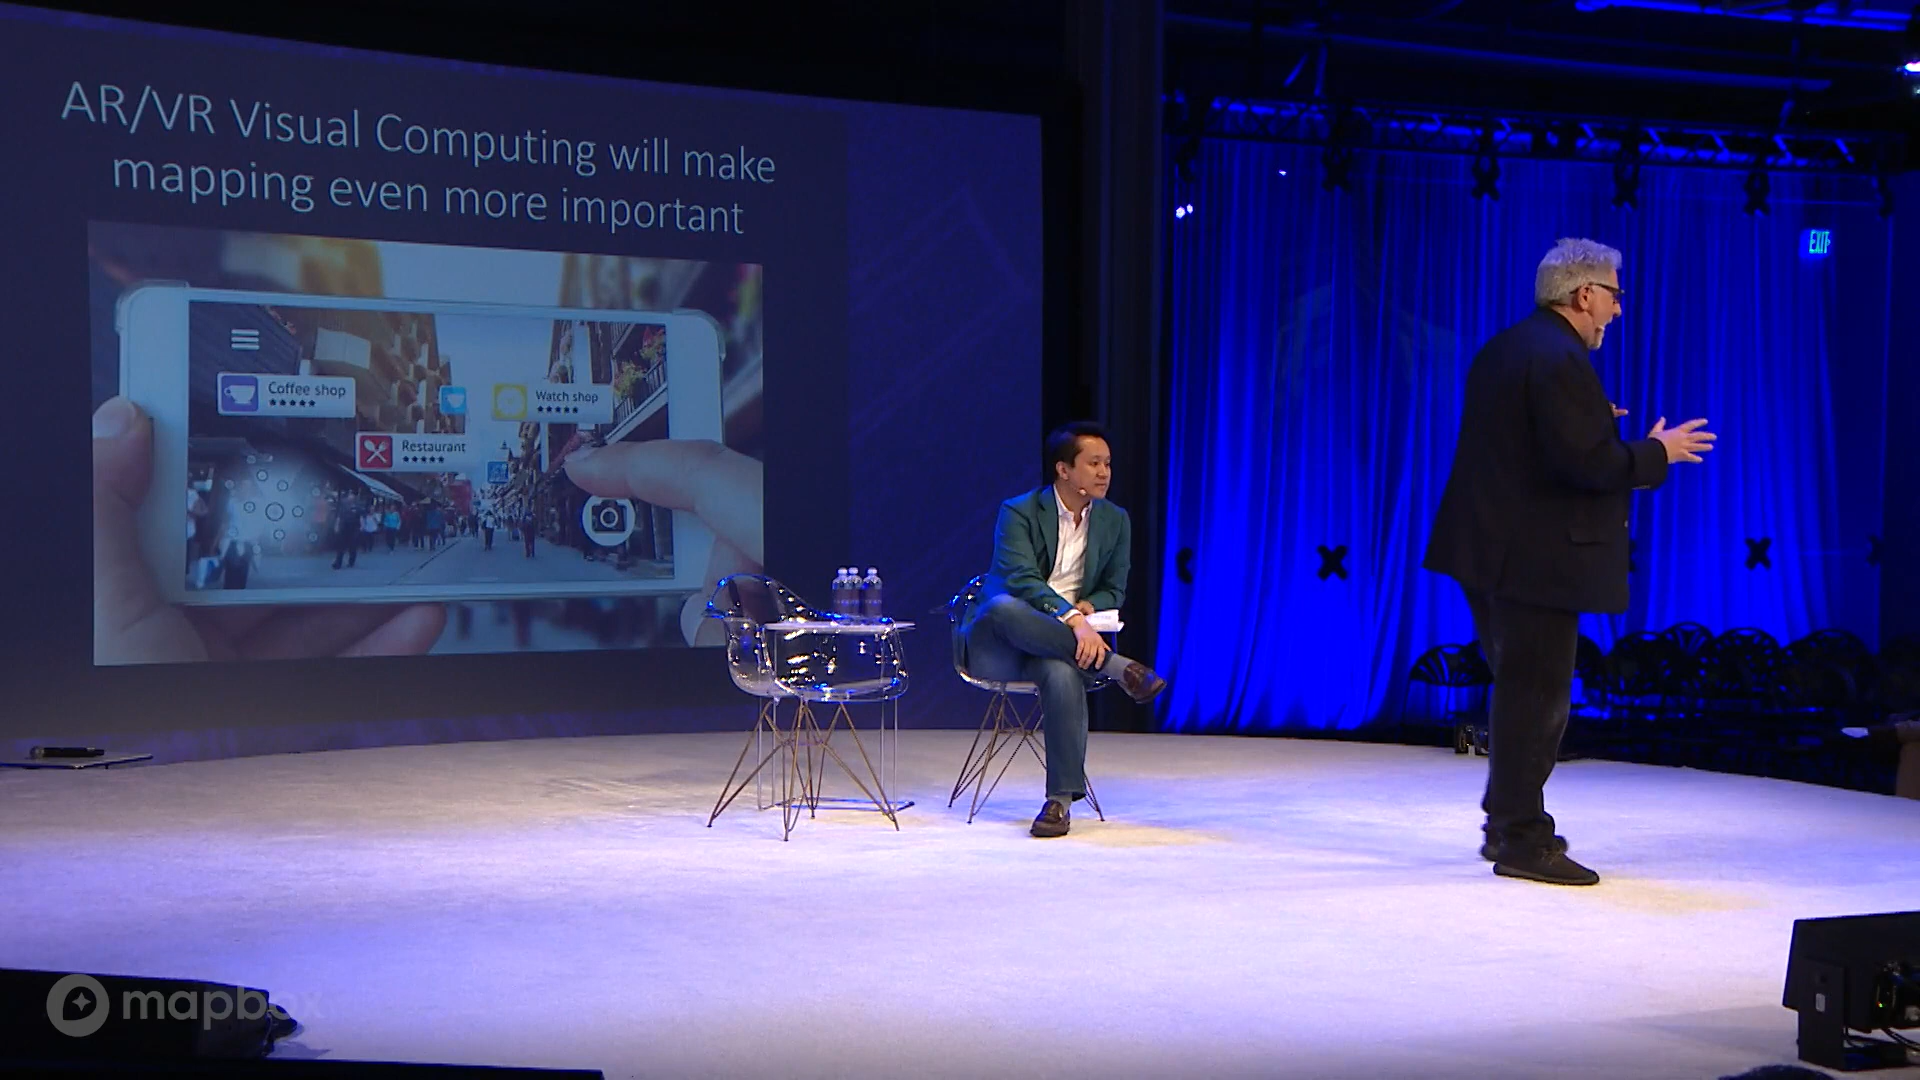 AR/VR Visual Computing will make
mapping even more important
Coffee shop
Watch shop
Restaurant
EXIT
mapbox